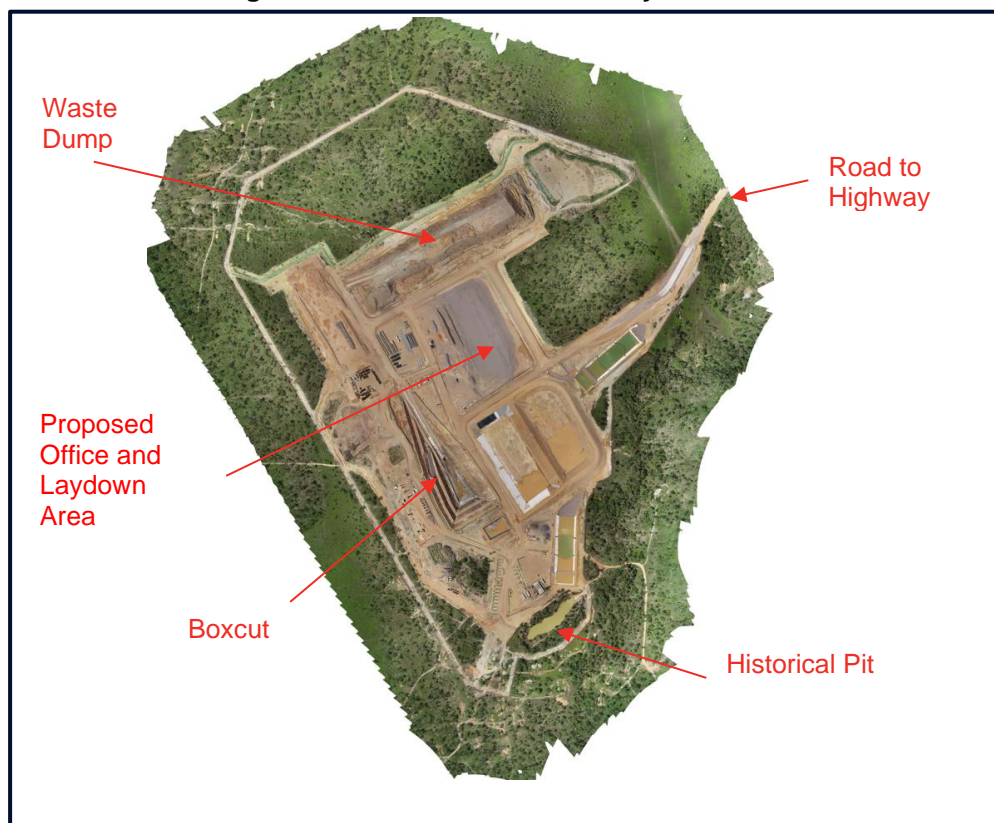 Waste
Dump
Road to
Highway
Proposed
Office and
Laydown
Area
Boxcut
Historical Pit